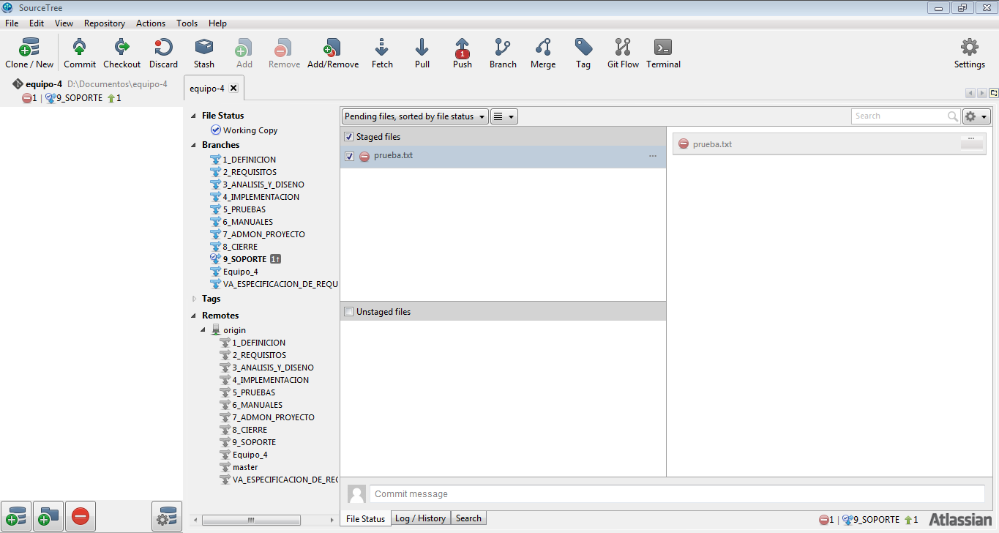 SourceTree
File Edit View Repository Actions Tools Help
Clone / New Commit Checkout Discard Stash Add Remove Add/Remove Fetch Pull 1 Push Branch Merge Tag Git Flow Terminal Settings
equipo-4 D:\Documentos\equipo-4
1 | 9_SOPORTE 1
equipo-4
File Status
Working Copy
Branches
1_DEFINICION
2_REQUISITOS
3_ANALISIS_Y_DISENO
4_IMPLEMENTACION
5_PRUEBAS
6_MANUALES
7_ADMON_PROYECTO
8_CIERRE
9_SOPORTE 1↑
Equipo_4
VA_ESPECIFICACION_DE_REQU
Tags
Remotes
origin
1_DEFINICION
2_REQUISITOS
3_ANALISIS_Y_DISENO
4_IMPLEMENTACION
5_PRUEBAS
6_MANUALES
7_ADMON_PROYECTO
8_CIERRE
9_SOPORTE
Equipo_4
master
VA_ESPECIFICACION_DE_REC
Pending files, sorted by file status
Search
Staged files
prueba.txt ...
Unstaged files
prueba.txt ...
Commit message
File Status Log / History Search
1 | 9_SOPORTE 1 Atlassian